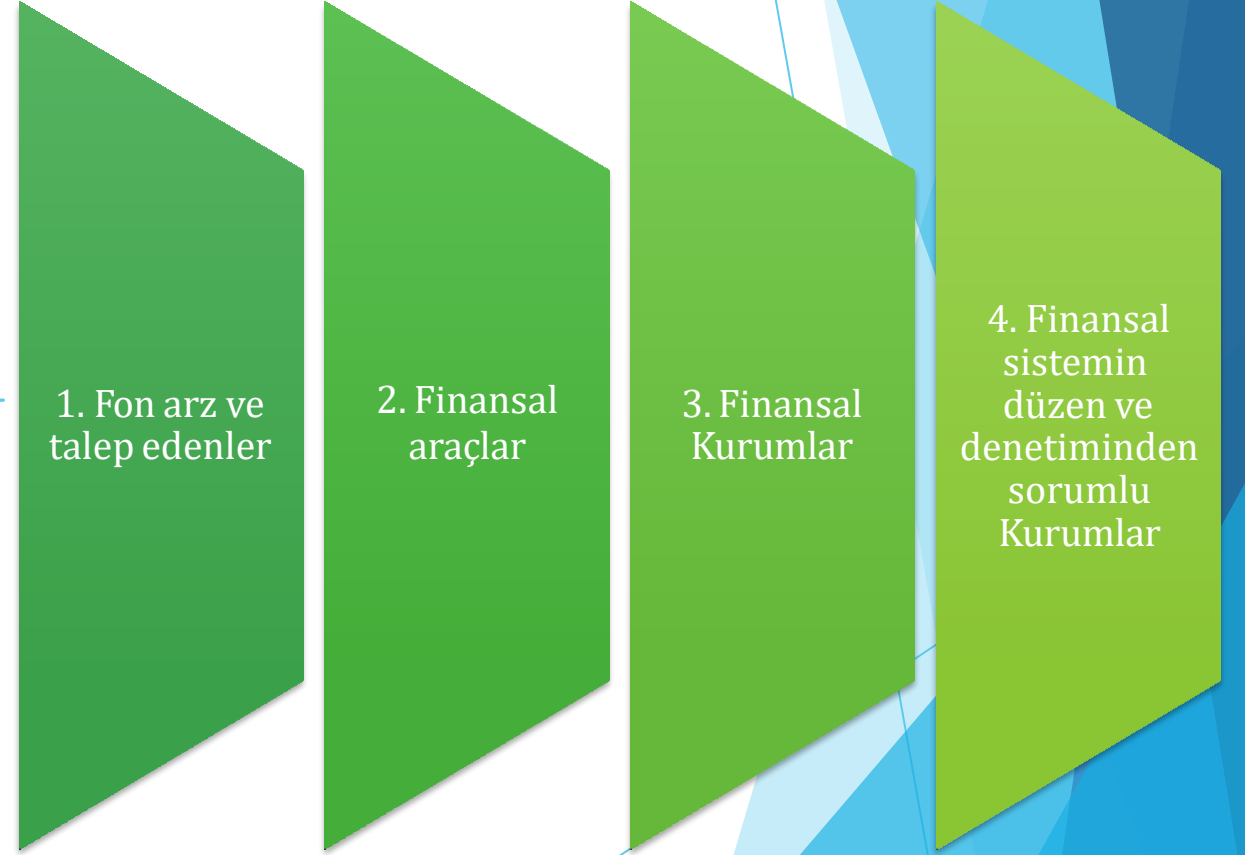 1. Fon arz ve
talep edenler
2. Finansal
araçlar
3. Finansal
Kurumlar
4. Finansal
sistemin
düzen ve
denetiminden
sorumlu
Kurumlar